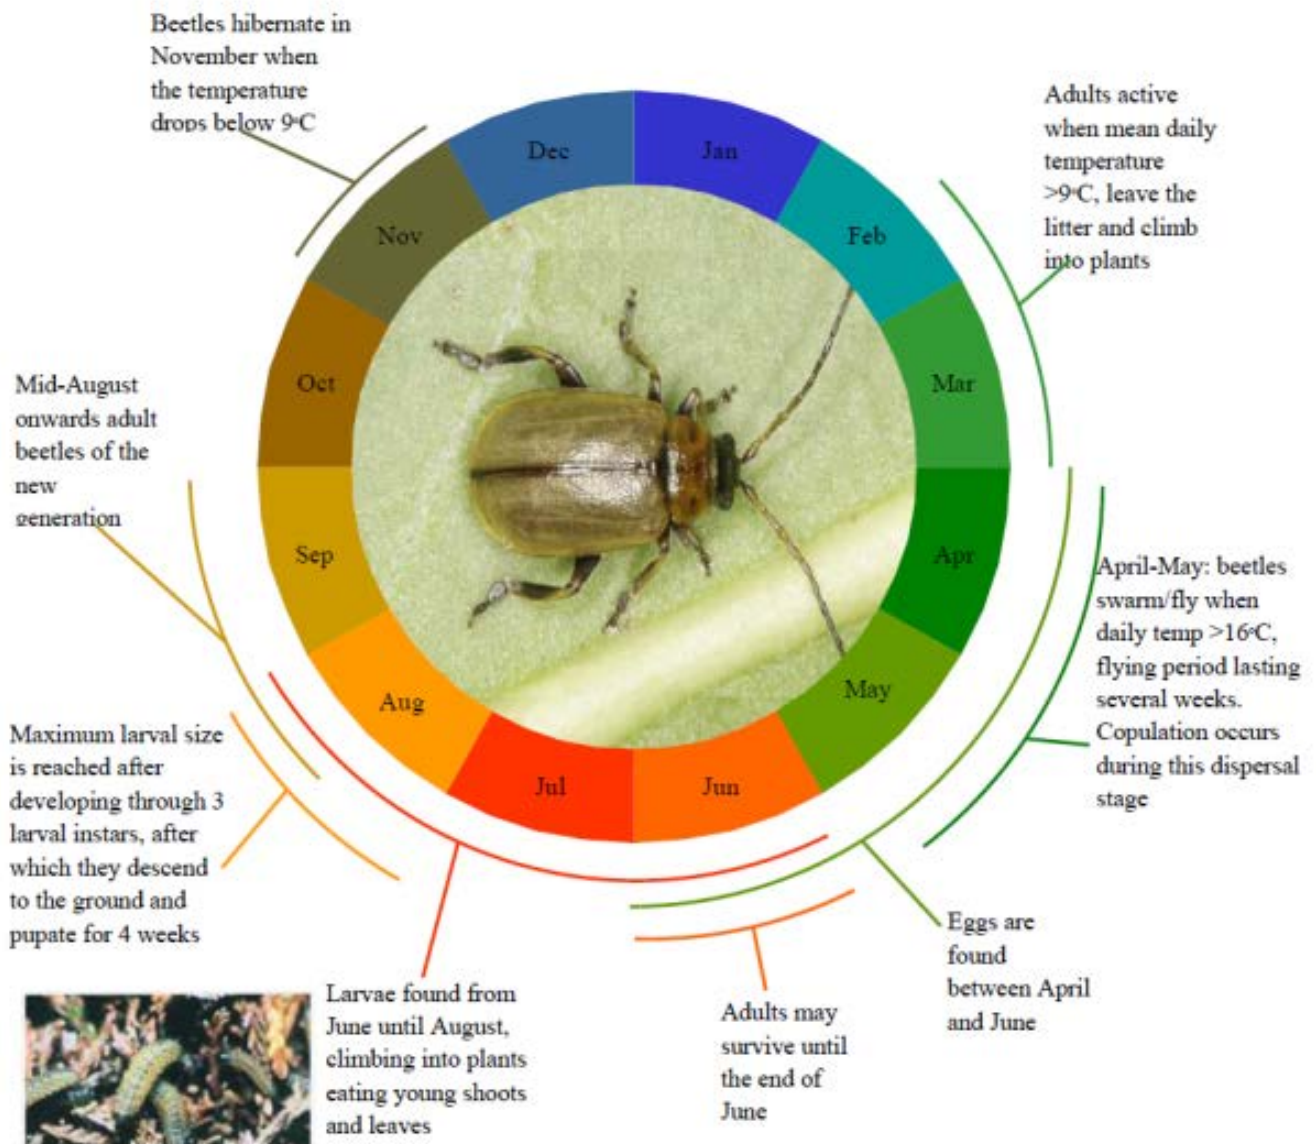 Beetles hibernate in
November when
the temperature
drops below 9°C
Adults active
when mean daily
temperature
>9°C, leave the
litter and climb
into plants
Dec
Jan
Nov
Feb
Oct
Mar
Sep
Apr
Aug
May
Jul
Jun
Mid-August
onwards adult
beetles of the
new
generation
April-May: beetles
swarm/fly when
daily temp >16°C,
flying period lasting
several weeks.
Copulation occurs
during this dispersal
stage
Maximum larval size
is reached after
developing through 3
larval instars, after
which they descend
to the ground and
pupate for 4 weeks
Larvae found from
June until August,
climbing into plants
eating young shoots
and leaves
Adults may
survive until
the end of
June
Eggs are
found
between April
and June